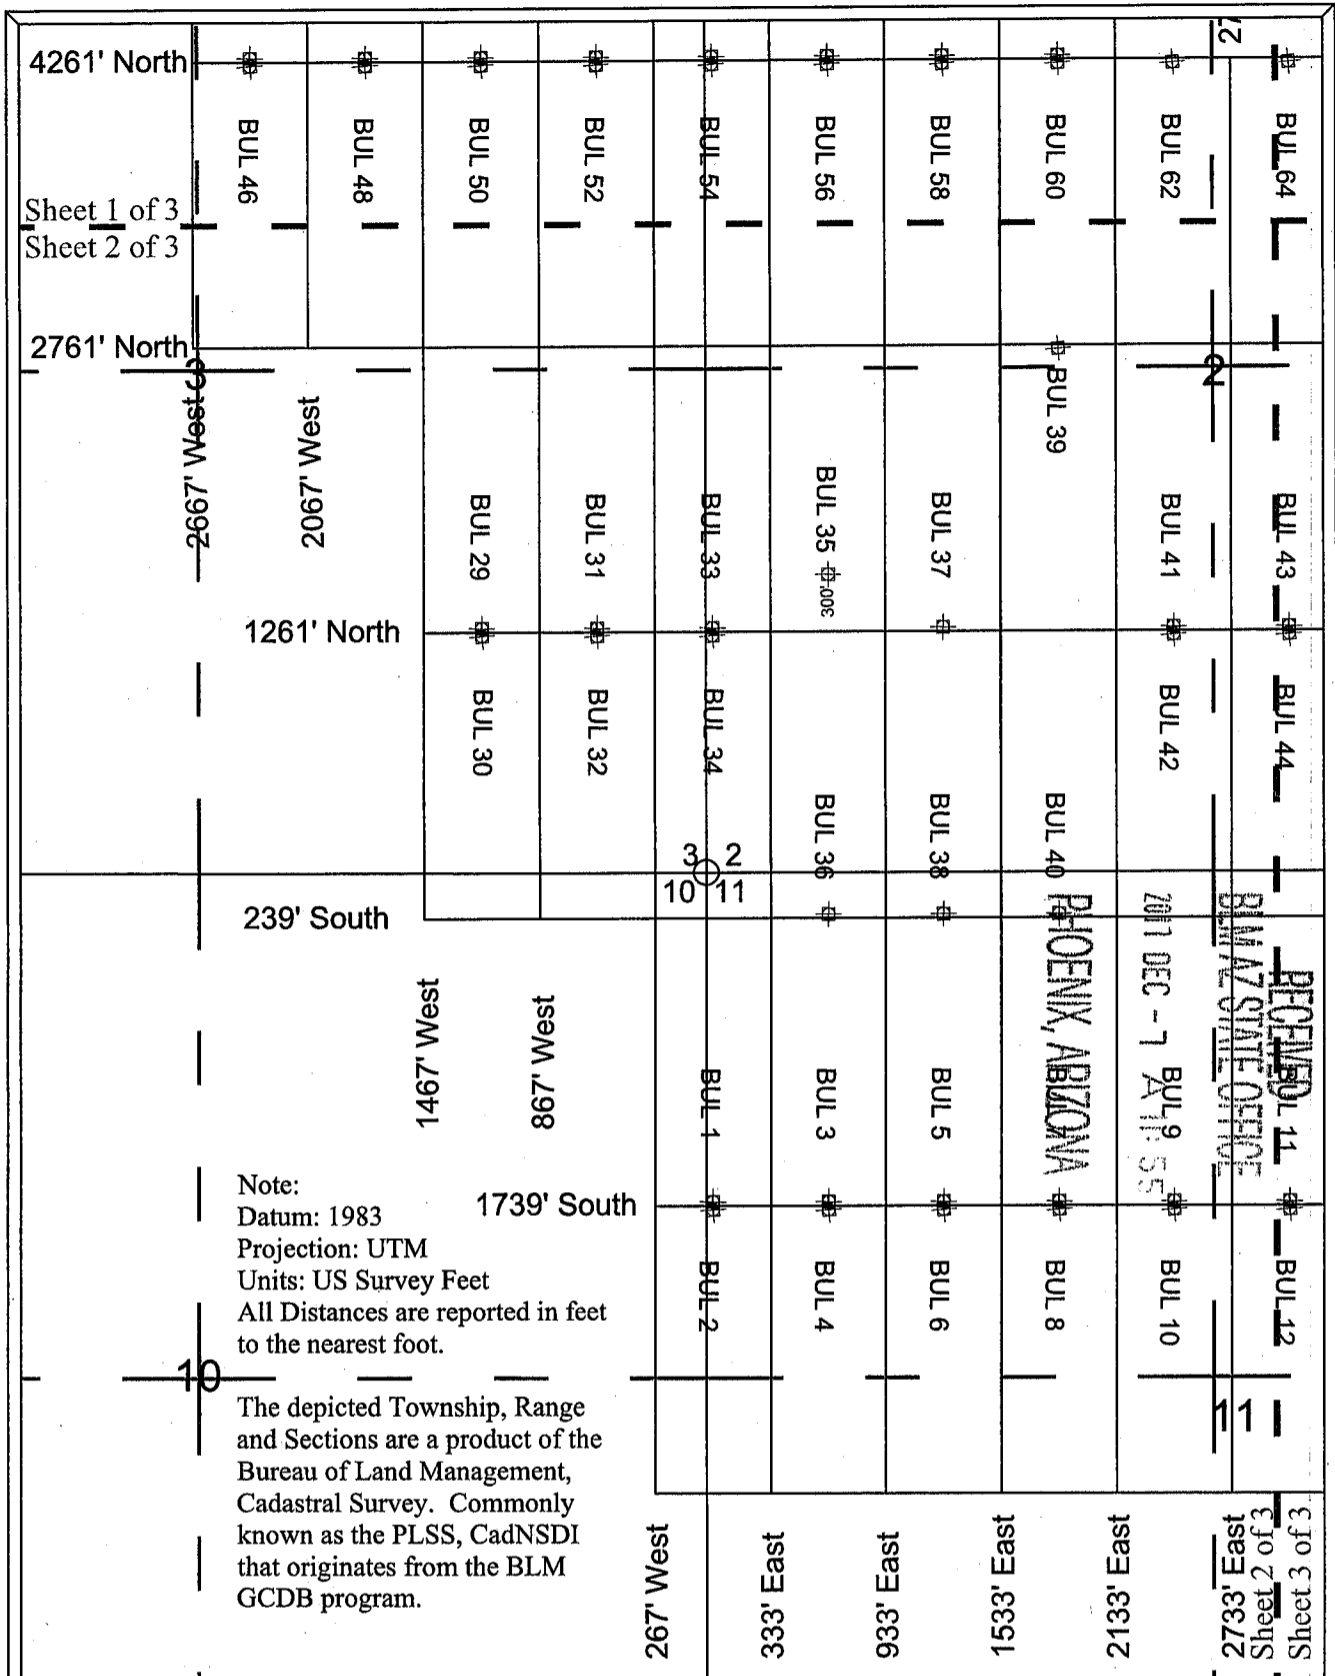 27
4261' North
BUL 46
BUL 48
BUL 50
BUL 52
BUL 54
BUL 56
BUL 58
BUL 60
BUL 62
BUL 64
Sheet 1 of 3
Sheet 2 of 3
2761' North
2667' West
3
2067' West
2
BUL 39
BUL 29
BUL 31
BUL 33
BUL 35
300'
BUL 37
BUL 41
BUL 43
1261' North
BUL 30
BUL 32
BUL 34
BUL 36
BUL 38
BUL 40
BUL 42
BUL 44
3 2
10 11
239' South
RECEIVED
BLM AZ STATE OFFICE
2017 DEC -7 A 11: 55
PHOENIX, ARIZONA
1467' West
867' West
BUL 1
BUL 3
BUL 5
BUL 9
BUL 11
1739' South
BUL 2
BUL 4
BUL 6
BUL 8
BUL 10
BUL 12
Note:
Datum: 1983
Projection: UTM
Units: US Survey Feet
All Distances are reported in feet
to the nearest foot.
10
11
The depicted Township, Range
and Sections are a product of the
Bureau of Land Management,
Cadastral Survey. Commonly
known as the PLSS, CadNSDI
that originates from the BLM
GCDB program.
267' West
333' East
933' East
1533' East
2133' East
2733' East
Sheet 2 of 3
Sheet 3 of 3